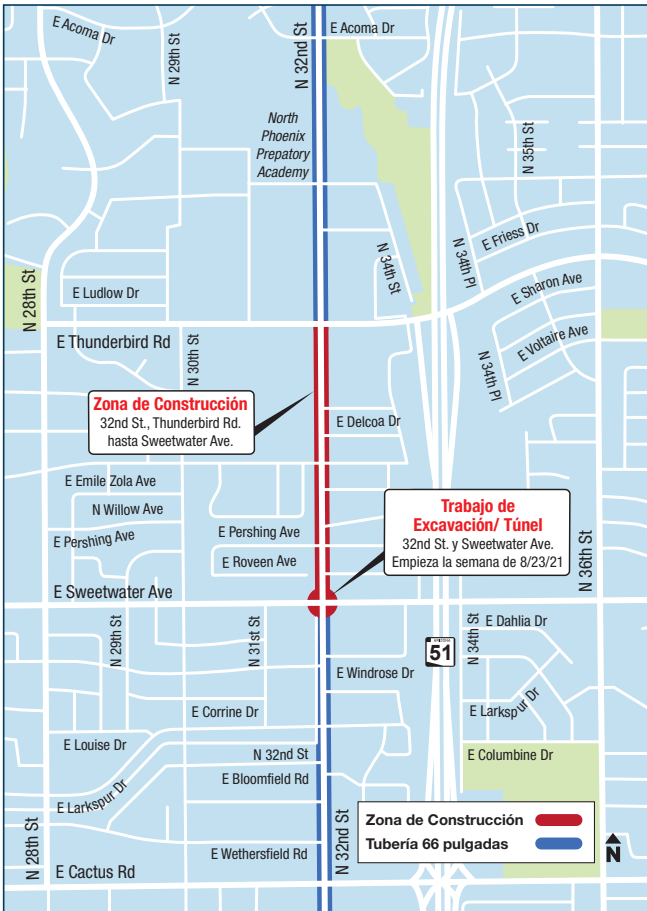 E Acoma Dr
N 29th St
N 32nd St
E Acoma Dr
North
Phoenix
Prepatory
Academy
N 35th St
N 34th St
N 34th Pl
E Friess Dr
N 28th St
E Ludlow Dr
E Sharon Ave
E Thunderbird Rd
N 30th St
E Voltaire Ave
N 34th Pl
Zona de Construcción
32nd St., Thunderbird Rd.
hasta Sweetwater Ave.
E Delcoa Dr
E Emile Zola Ave
N Willow Ave
E Pershing Ave
E Pershing Ave
E Roveen Ave
Trabajo de
Excavación/ Túnel
32nd St. y Sweetwater Ave.
Empieza la semana de 8/23/21
N 36th St
E Sweetwater Ave
N 29th St
N 31st St
N 34th St
E Dahlia Dr
ARIZONA
51
E Windrose Dr
E Corrine Dr
E Larkspur Dr
E Louise Dr
N 32nd St
E Columbine Dr
E Larkspur Dr
E Bloomfield Rd
N 28th St
N 32nd St
E Wethersfield Rd
E Cactus Rd
Zona de Construcción
Tubería 66 pulgadas
N